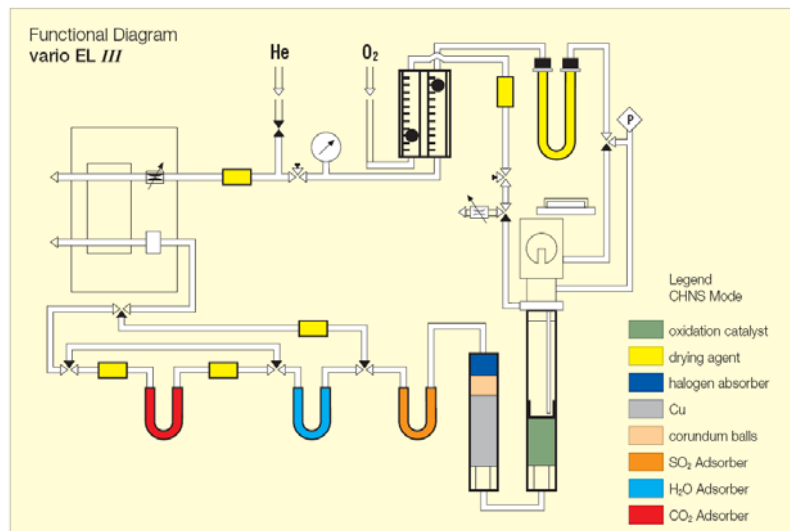 Functional Diagram
vario EL III
He
O₂
P
Legend
CHNS Mode
oxidation catalyst
drying agent
halogen absorber
Cu
corundum balls
SO₂ Adsorber
H₂O Adsorber
CO₂ Adsorber